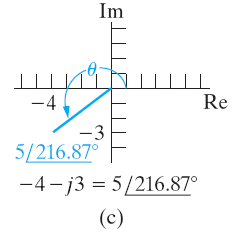 Im
θ
−4
Re
−3
5/216.87°
−4 − j3 = 5/216.87°
(c)